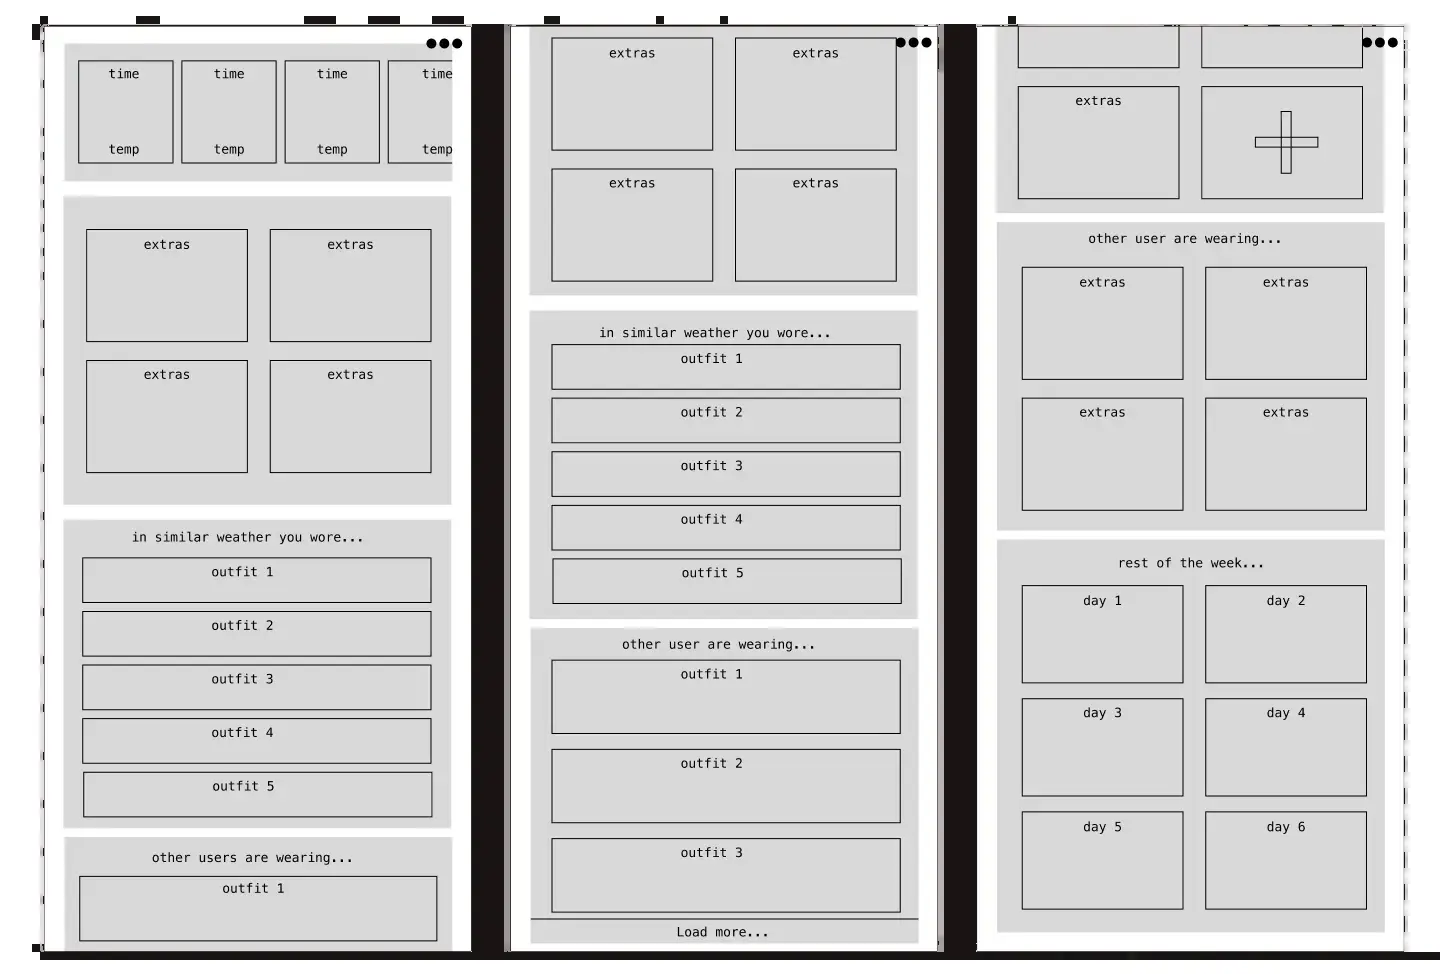 time time time time
temp temp temp temp
extras extras
extras extras
in similar weather you wore...
outfit 1
outfit 2
outfit 3
outfit 4
outfit 5
other users are wearing...
outfit 1
extras extras
extras extras
in similar weather you wore...
outfit 1
outfit 2
outfit 3
outfit 4
outfit 5
other user are wearing...
outfit 1
outfit 2
outfit 3
Load more...
extras
other user are wearing...
extras extras
extras extras
rest of the week...
day 1 day 2
day 3 day 4
day 5 day 6